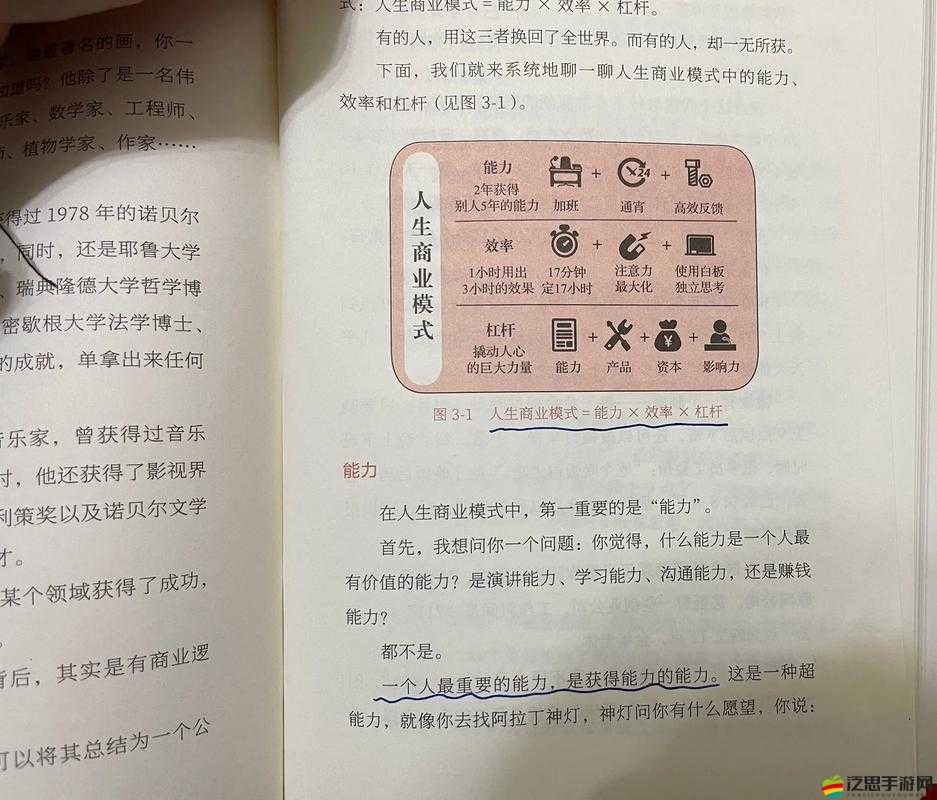 着名的画，你一
吗？他除了是一名伟
乐家、数学家、工程师、
植物学家、作家……
得过 1978 年的诺贝尔
同时，还是耶鲁大学
、瑞典隆德大学哲学博
密歇根大学法学博士、
的成就，单拿出来任何
音乐家，曾获得过音乐
时，他还获得了影视界
利策奖以及诺贝尔文学
才。
某个领域获得了成功，
背后，其实是有商业逻
可以将其总结为一个公
式：人生商业模式 = 能力 × 效率 × 杠杆。
有的人，用这三者换回了全世界。而有的人，却一无所获。
下面，我们就来系统地聊一聊人生商业模式中的能力、
效率和杠杆（见图 3-1）。
人生商业模式
能力
2年获得
别人5年的能力
加班 + 通宵 + 高效反馈
24
效率
1小时用出
3小时的效果
17分钟
定17小时
+
注意力
最大化
+
使用白板
独立思考
杠杆
撬动人心
的巨大力量
能力 + 产品 + 资本 + 影响力
¥
图 3-1 人生商业模式 = 能力 × 效率 × 杠杆
能力
在人生商业模式中，第一重要的是“能力”。
首先，我想问你一个问题：你觉得，什么能力是一个人最
有价值的能力？是演讲能力、学习能力、沟通能力，还是赚钱
能力？
都不是。
一个人最重要的能力，是获得能力的能力。这是一种超
能力，就像你去找阿拉丁神灯，神灯问你有什么愿望，你说：
泛思手游网